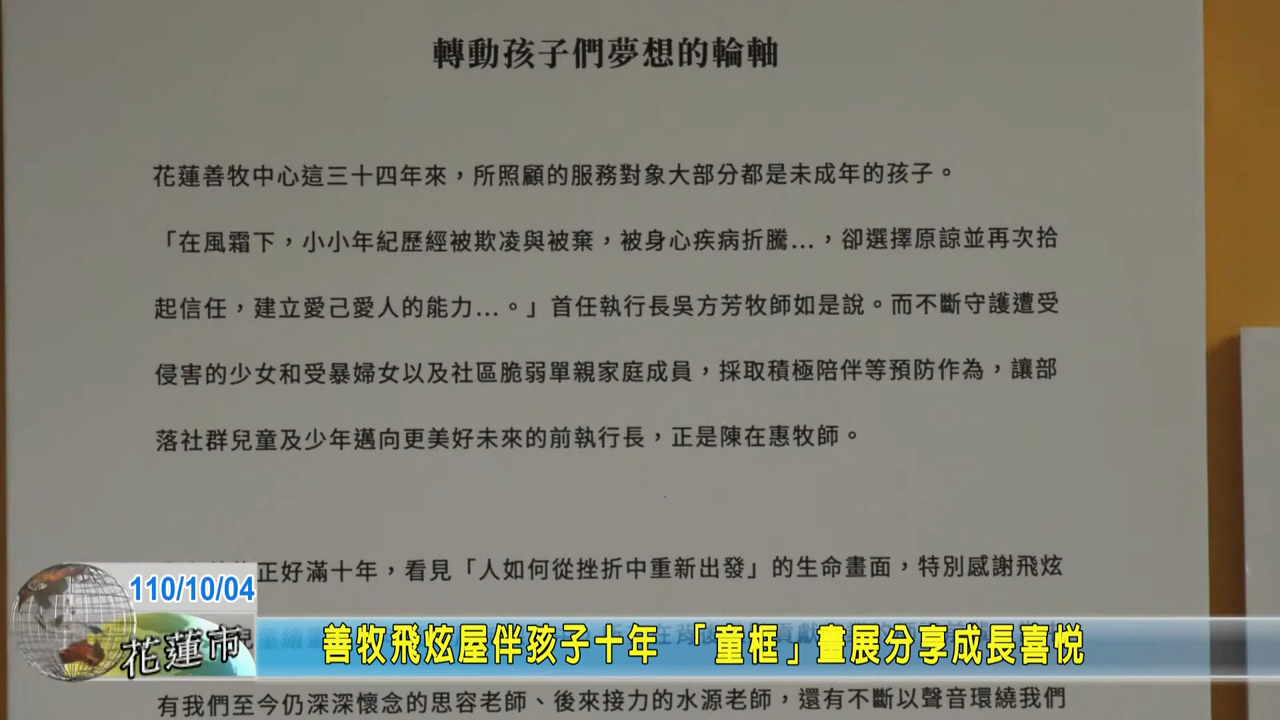 轉動孩子們夢想的輪軸
花蓮善牧中心這三十四年來，所照顧的服務對象大部分都是未成年的孩子。
「在風霜下，小小年紀歷經被欺凌與被棄，被身心疾病折騰...，卻選擇原諒並再次拾
起信任，建立愛己愛人的能力...。」首任執行長吳方芳牧師如是說。而不斷守護遭受
侵害的少女和受暴婦女以及社區脆弱單親家庭成員，採取積極陪伴等預防作為，讓部
落社群兒童及少年邁向更美好未來的前執行長，正是陳在惠牧師。
正好滿十年，看見「人如何從挫折中重新出發」的生命畫面，特別感謝飛炫
110/10/04
花蓮市
善牧飛炫屋伴孩子十年 「童框」畫展分享成長喜悅
有我們至今仍深深懷念的思容老師、後來接力的水源老師，還有不斷以聲音環繞我們